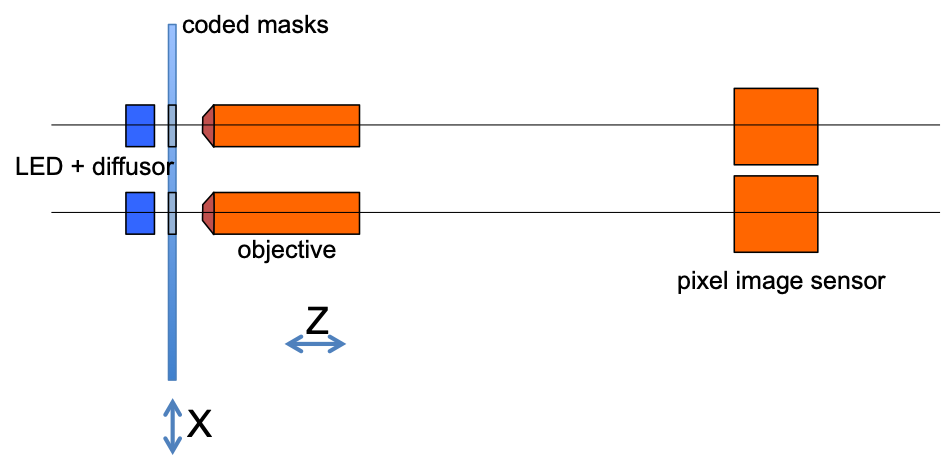 coded masks
LED + diffusor
objective
pixel image sensor
Z
X